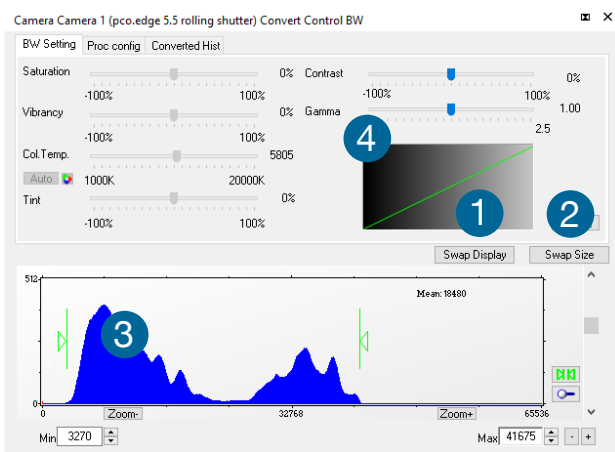 Camera Camera 1 (pco.edge 5.5 rolling shutter) Convert Control BW
BW Setting Proc config Converted Hist
Saturation 0% Contrast 0%
-100% 100% -100% 100%
Vibrancy 0% Gamma 1.00
-100% 100% 2.5
Col.Temp. 5805 4
Auto 1000K 20000K
Tint 0% 1 2
-100% 100%
Swap Display Swap Size
512
Mean: 18480
3
0
0 Zoom- 32768 Zoom+ 65536
Min 3270 Max 41675 - +